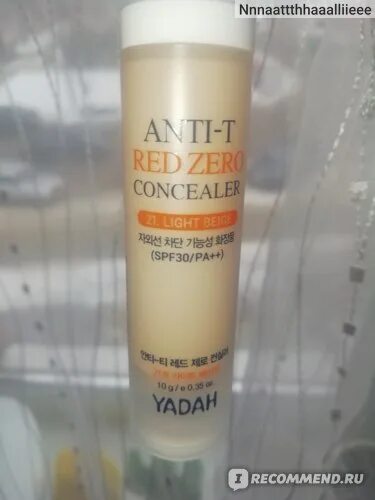 Nnnaattthhaaalliieee
ANTI-T
RED ZERO
CONCEALER
21. LIGHT BEIGE
자외선 차단 기능성 화장품
(SPF30/PA++)
안티-티 레드 제로 컨실러
10 g / e 0.35 oz.
YADAH
IRECOMMEND.RU